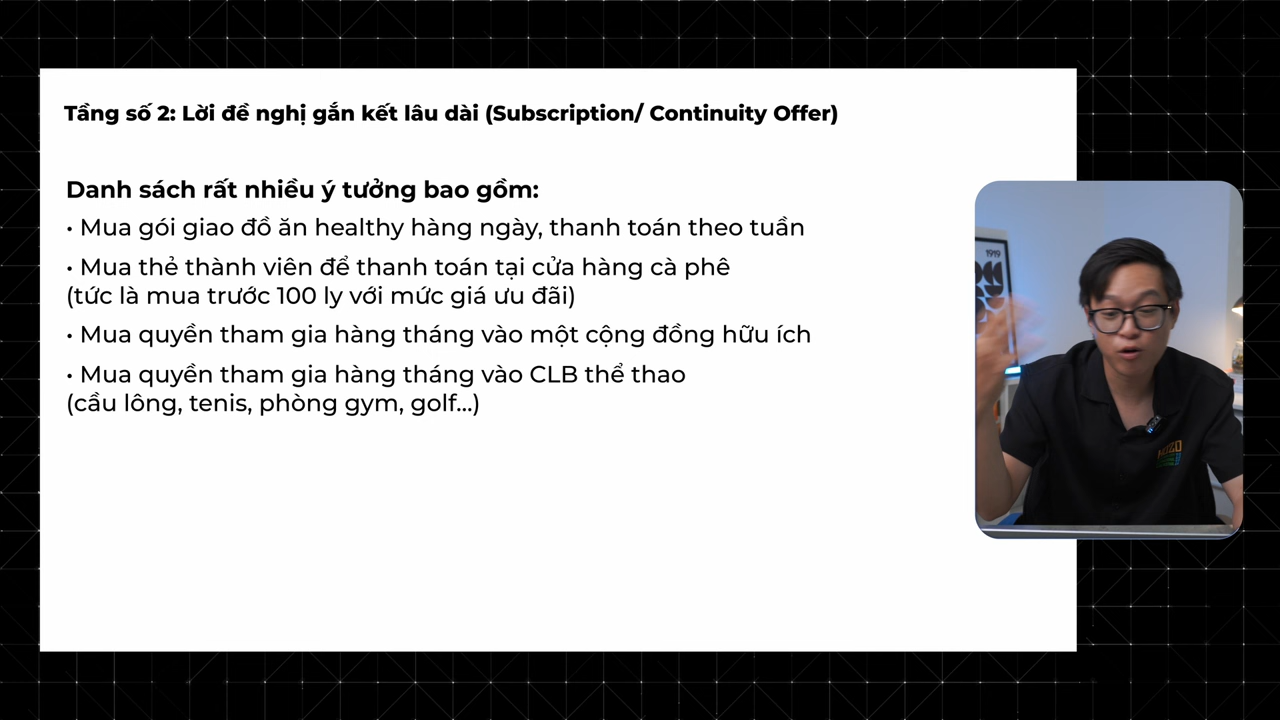 Tầng số 2: Lời đề nghị gắn kết lâu dài (Subscription/ Continuity Offer)
Danh sách rất nhiều ý tưởng bao gồm:
• Mua gói giao đồ ăn healthy hàng ngày, thanh toán theo tuần
• Mua thẻ thành viên để thanh toán tại cửa hàng cà phê
(tức là mua trước 100 ly với mức giá ưu đãi)
• Mua quyền tham gia hàng tháng vào một cộng đồng hữu ích
• Mua quyền tham gia hàng tháng vào CLB thể thao
(cầu lông, tenis, phòng gym, golf...)
1919